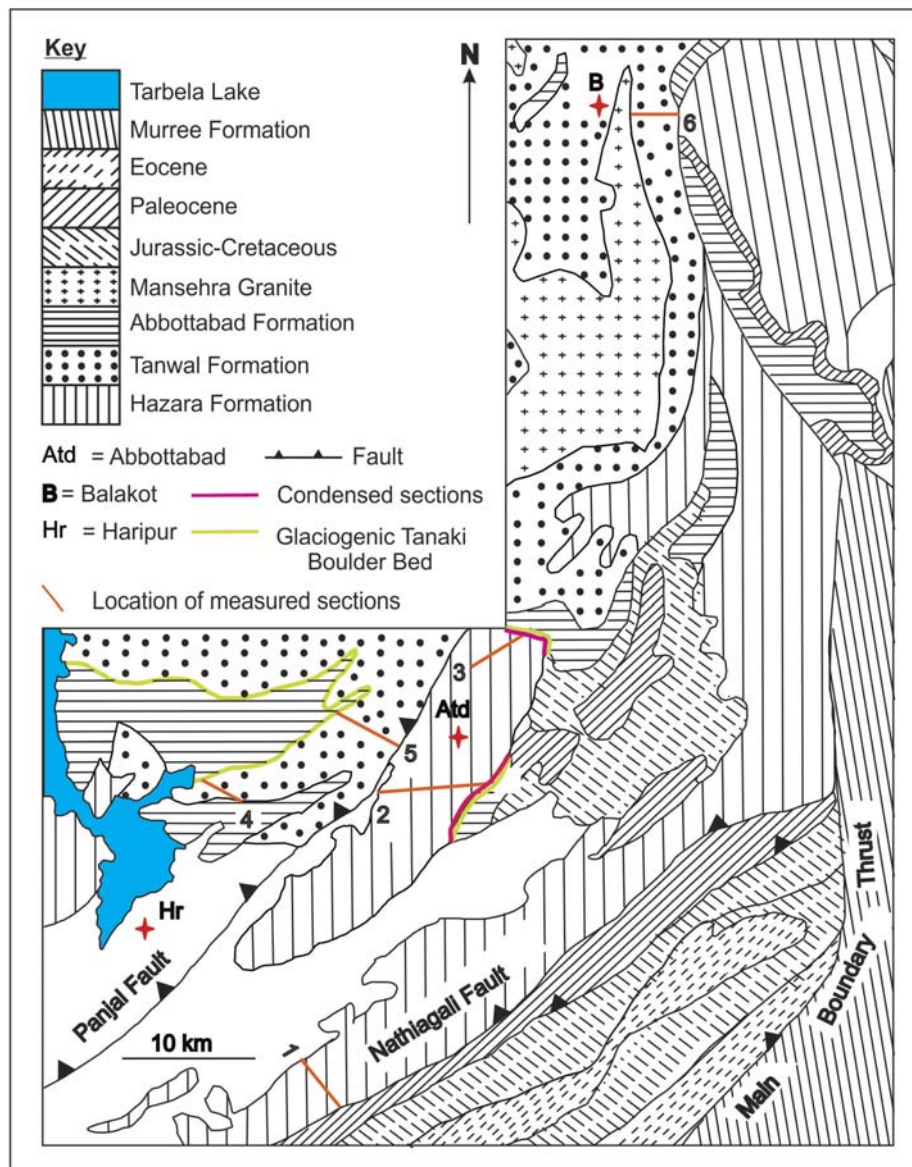 Key
Tarbela Lake
Murree Formation
Eocene
Paleocene
Jurassic-Cretaceous
Mansehra Granite
Abbottabad Formation
Tanwal Formation
Hazara Formation
Atd = Abbottabad
Fault
B = Balakot
Condensed sections
Hr = Haripur
Glaciogenic Tanaki
Boulder Bed
Location of measured sections
N
B
6
3
Atd
5
2
4
Hr
Panjal Fault
10 km
1
Nathiagali Fault
Main
Boundary
Thrust